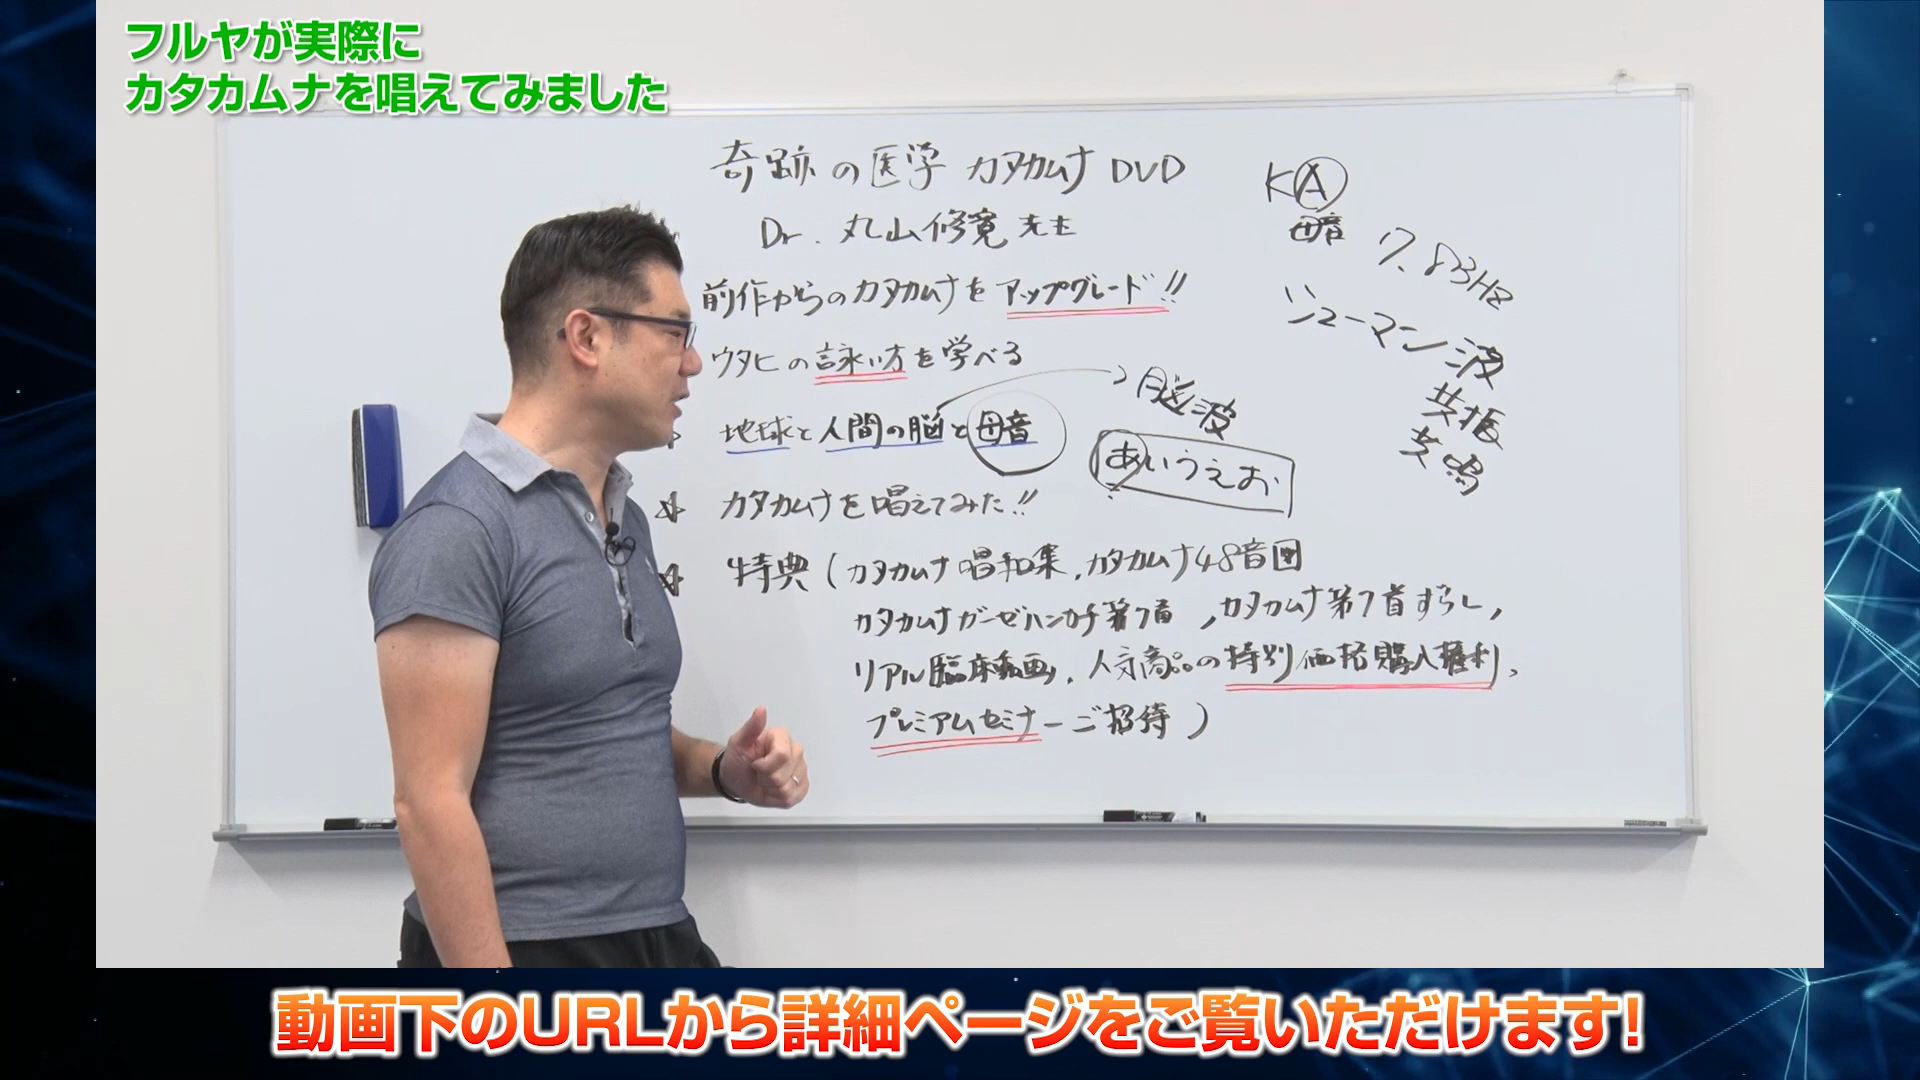 フルヤが実際に
カタカムナを唱えてみました
奇跡の医学 カタカムナ DVD
Dr. 丸山修寛先生
前作からのカタカムナをアップグレード!!
ウタヒの詠い方を学べる
地球と人間の脳と母音
☆ カタカムナを唱えてみた!!
☆ 特典(カタカムナ唱和集,カタカムナ48音図
カタカムナガーゼハンカチ第7首,カタカムナ第7首すらし,
リアル臨床動画,人気商品の特別価格購入権利,
プレミアムセミナーご招待)
KA
母音
7.83Hz
シューマン波
共振
共鳴
→脳波
あいうえお
動画下のURLから詳細ページをご覧いただけます!